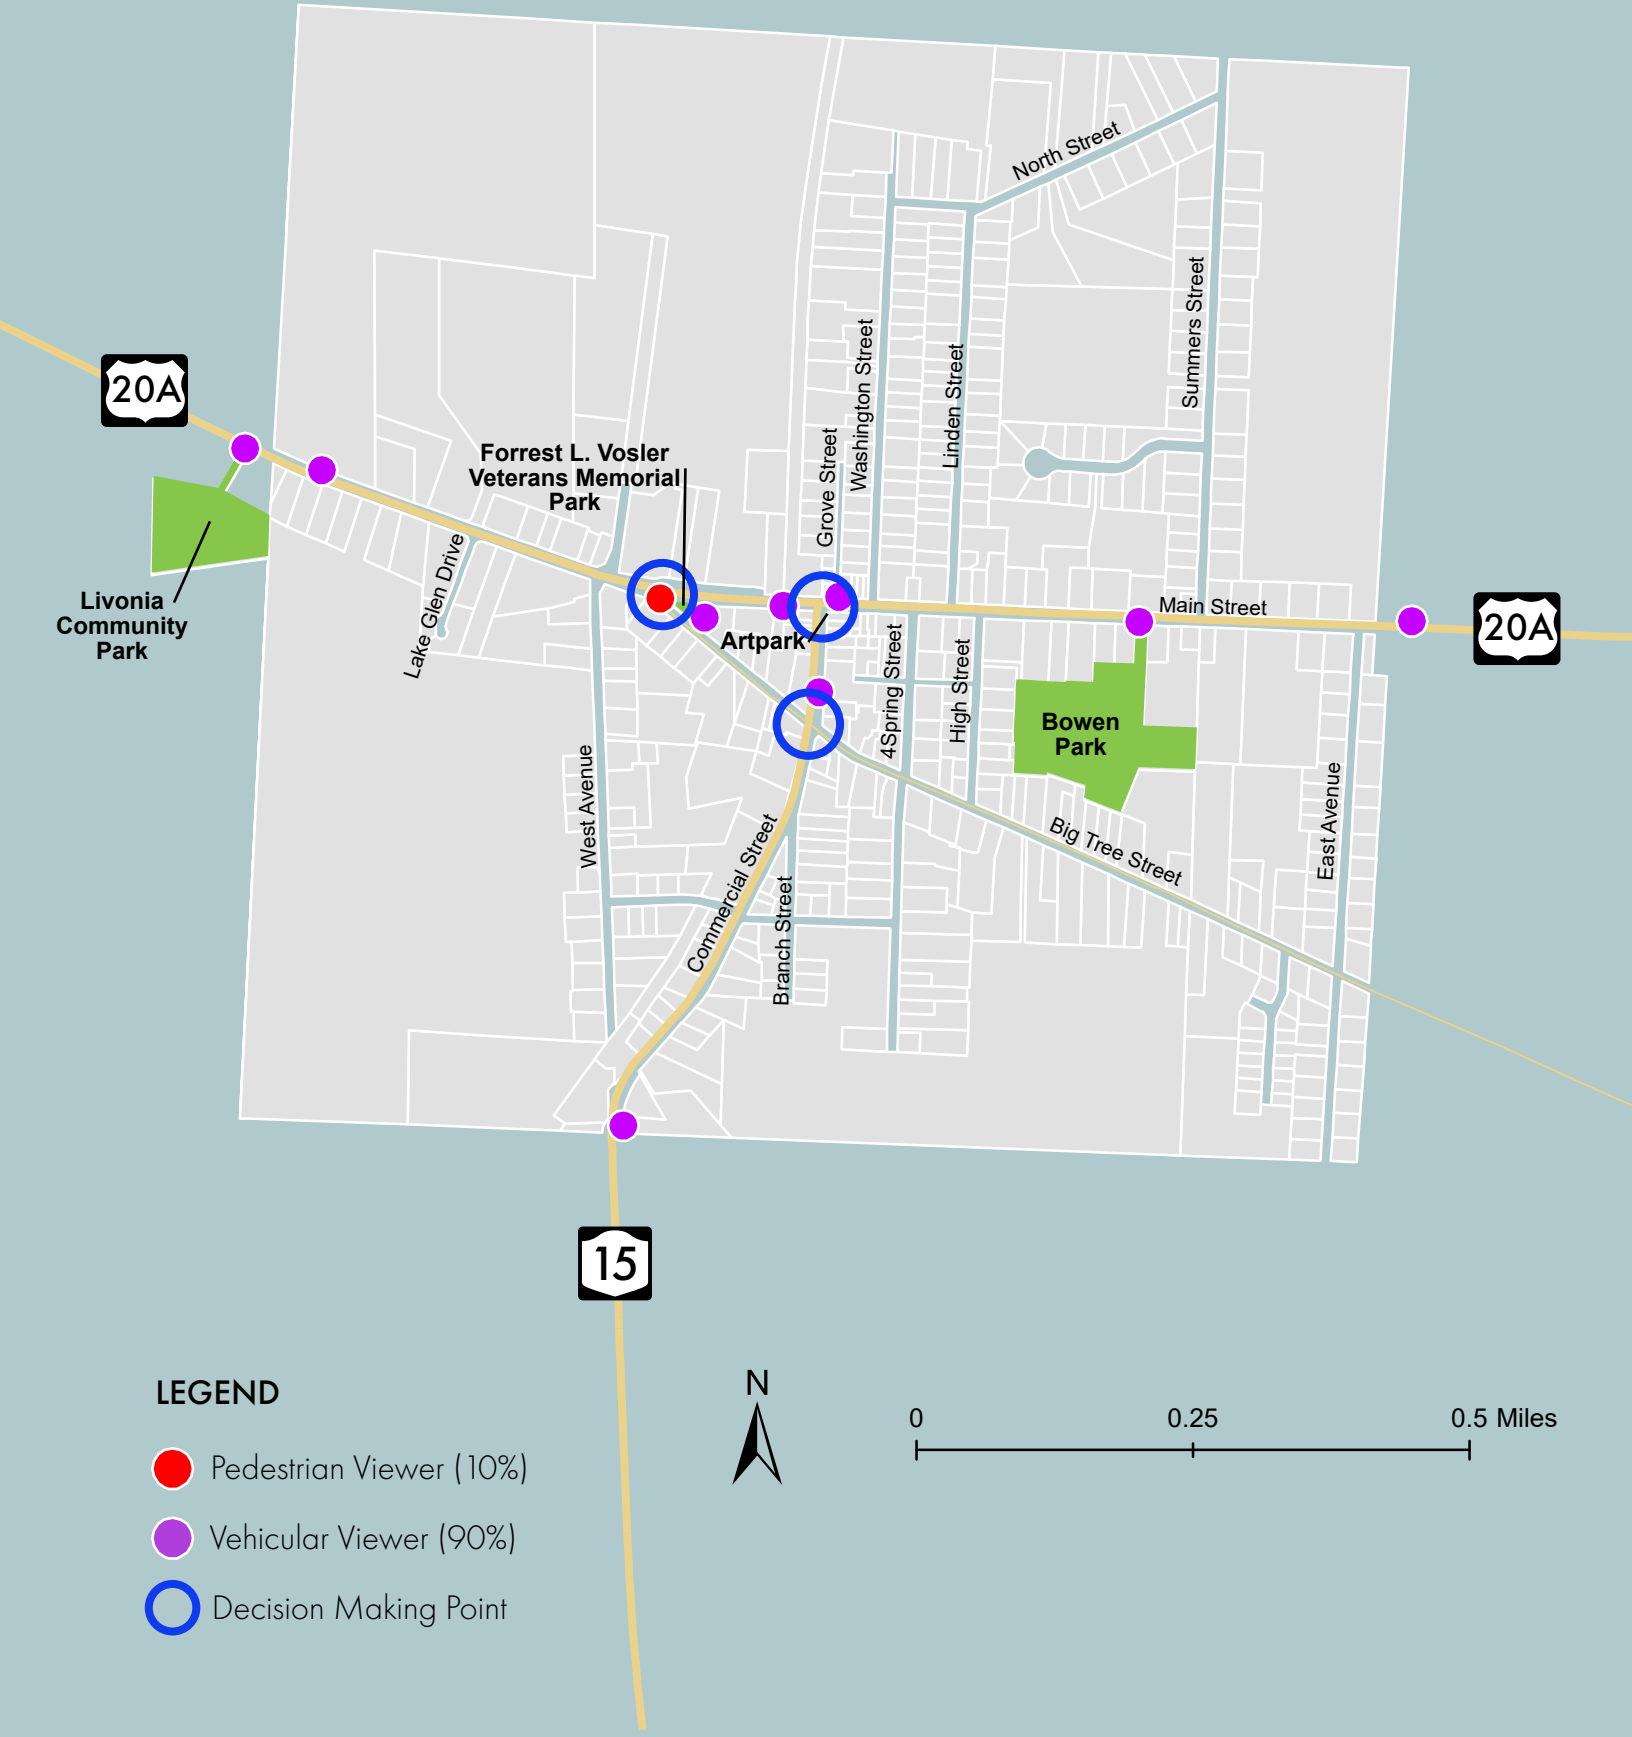 North Street
Summers Street
Washington Street
Linden Street
20A
Grove Street
Forrest L. Vosler
Veterans Memorial
Park
Lake Glen Drive
Livonia
Community
Park
Main Street
20A
Artpark
4Spring Street
High Street
Bowen
Park
West Avenue
East Avenue
Commercial Street
Big Tree Street
Branch Street
15
N
0 0.25 0.5 Miles
LEGEND
Pedestrian Viewer (10%)
Vehicular Viewer (90%)
Decision Making Point